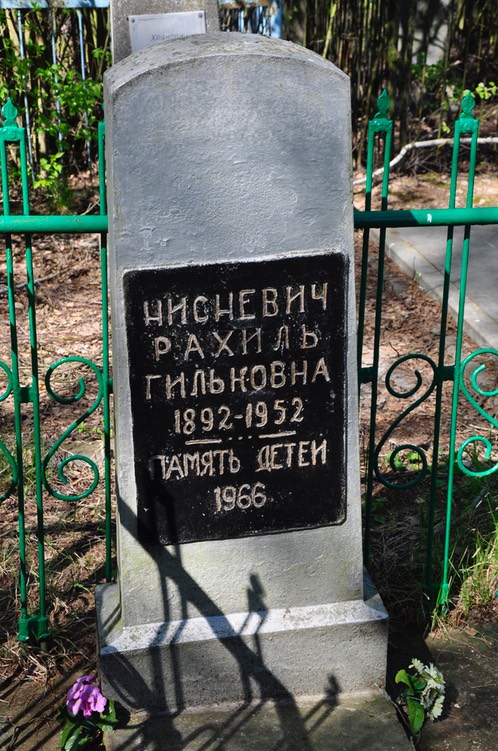 НИСНЕВИЧ
РАХИЛЬ
ГИЛЬКОВНА
1892-1952
ПАМЯТЬ ДЕТЕЙ
1966